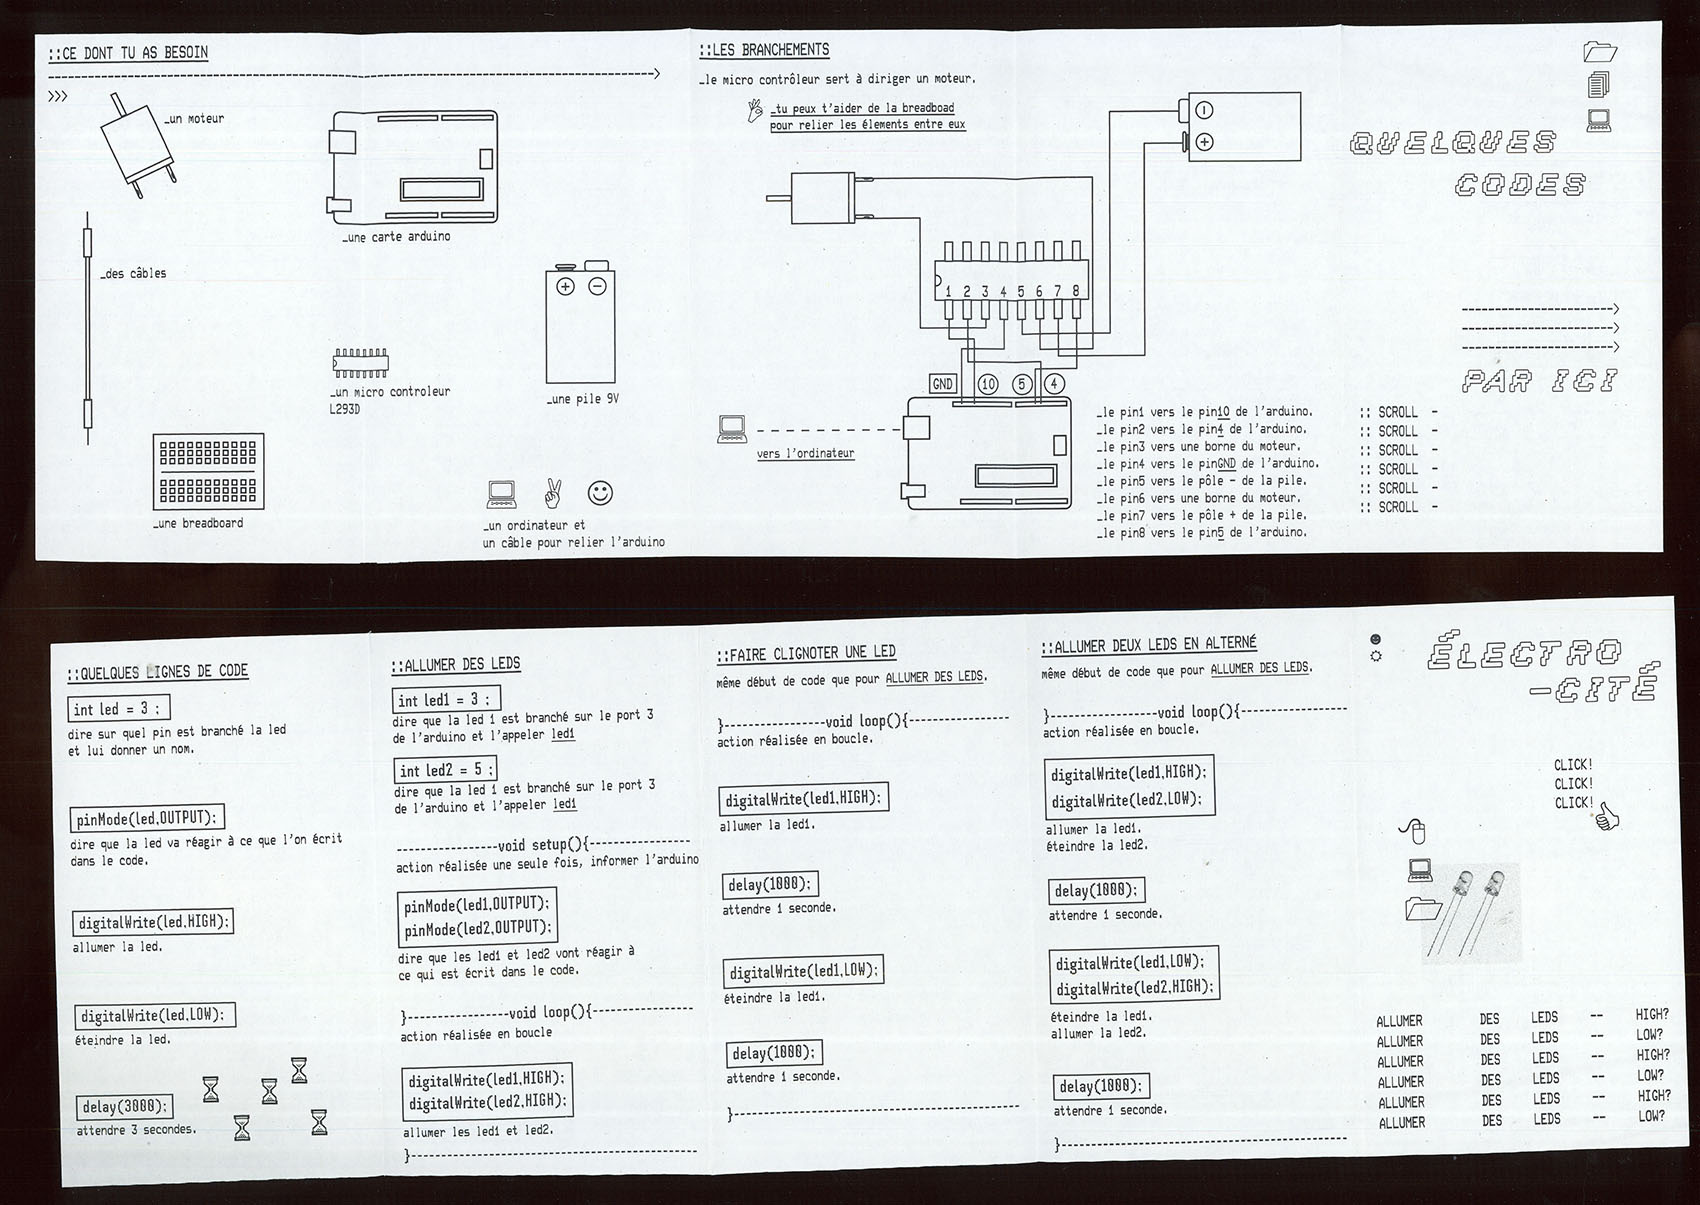 ::CE DONT TU AS BESOIN
>>>
_un moteur
_une carte arduino
_des câbles
_un micro controleur
L293D
_une pile 9V
_une breadboard
_un ordinateur et
un câble pour relier l'arduino
::LES BRANCHEMENTS
_le micro contrôleur sert à diriger un moteur.
_tu peux t'aider de la breadboad
pour relier les élements entre eux
1 2 3 4 5 6 7 8
GND 10 5 4
vers l'ordinateur
_le pin1 vers le pin10 de l'arduino.
_le pin2 vers le pin4 de l'arduino.
_le pin3 vers une borne du moteur.
_le pin4 vers le pinGND de l'arduino.
_le pin5 vers le pôle - de la pile.
_le pin6 vers une borne du moteur.
_le pin7 vers le pôle + de la pile.
_le pin8 vers le pin5 de l'arduino.
QUELQUES
CODES
PAR ICI
:: SCROLL -
:: SCROLL -
:: SCROLL -
:: SCROLL -
:: SCROLL -
:: SCROLL -
::QUELQUES LIGNES DE CODE
int led = 3 ;
dire sur quel pin est branché la led
et lui donner un nom.
pinMode(led,OUTPUT);
dire que la led va réagir à ce que l'on écrit
dans le code.
digitalWrite(led,HIGH);
allumer la led.
digitalWrite(led,LOW);
éteindre la led.
delay(3000);
attendre 3 secondes.
::ALLUMER DES LEDS
int led1 = 3 ;
dire que la led 1 est branché sur le port 3
de l'arduino et l'appeler led1
int led2 = 5 ;
dire que la led 1 est branché sur le port 3
de l'arduino et l'appeler led1
-----------------void setup(){-----------------
action réalisée une seule fois, informer l'arduino
pinMode(led1,OUTPUT);
pinMode(led2,OUTPUT);
dire que les led1 et led2 vont réagir à
ce qui est écrit dans le code.
}-----------------void loop(){-----------------
action réalisée en boucle
digitalWrite(led1,HIGH);
digitalWrite(led2,HIGH);
allumer les led1 et led2.
}-----------------------------------------------
::FAIRE CLIGNOTER UNE LED
même début de code que pour ALLUMER DES LEDS.
}-----------------void loop(){-----------------
action réalisée en boucle.
digitalWrite(led1,HIGH);
allumer la led1.
delay(1000);
attendre 1 seconde.
digitalWrite(led1,LOW);
éteindre la led1.
delay(1000);
attendre 1 seconde.
}-----------------------------------------------
::ALLUMER DEUX LEDS EN ALTERNÉ
même début de code que pour ALLUMER DES LEDS.
}-----------------void loop(){-----------------
action réalisée en boucle.
digitalWrite(led1,HIGH);
digitalWrite(led2,LOW);
allumer la led1.
éteindre la led2.
delay(1000);
attendre 1 seconde.
digitalWrite(led1,LOW);
digitalWrite(led2,HIGH);
éteindre la led1.
allumer la led2.
delay(1000);
attendre 1 seconde.
}-----------------------------------------------
ÉLECTRO
-CITÉ
CLICK!
CLICK!
CLICK!
ALLUMER DES LEDS -- HIGH?
ALLUMER DES LEDS -- LOW?
ALLUMER DES LEDS -- HIGH?
ALLUMER DES LEDS -- LOW?
ALLUMER DES LEDS -- HIGH?
ALLUMER DES LEDS -- LOW?